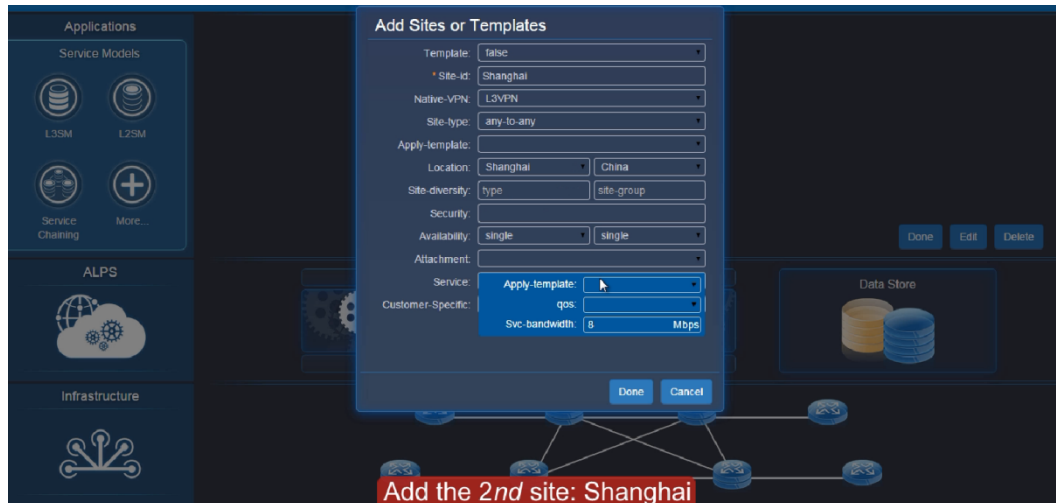 Applications
Service Models
L3SM
L2SM
Service
Chaining
More...
ALPS
Infrastructure
Add Sites or Templates
Template: false
* Site-id: Shanghai
Native-VPN: L3VPN
Site-type: any-to-any
Apply-template:
Location: Shanghai China
Site-diversity: type site-group
Security:
Availability: single single
Attachment:
Service:
Apply-template:
Customer-Specific:
qos:
Svc-bandwidth: 8 Mbps
Done Cancel
Done Edit Delete
Data Store
Add the 2nd site: Shanghai